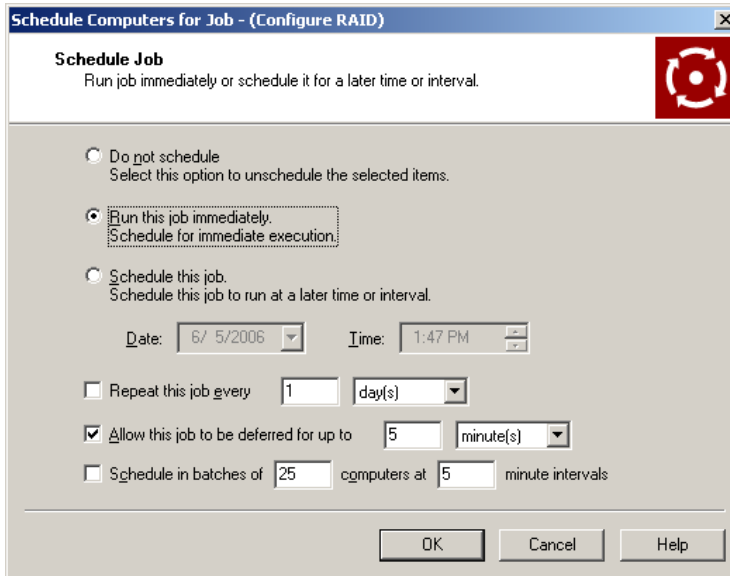 Schedule Computers for Job - (Configure RAID)
Schedule Job
Run job immediately or schedule it for a later time or interval.
Do not schedule
Select this option to unschedule the selected items.
Run this job immediately.
Schedule for immediate execution.
Schedule this job.
Schedule this job to run at a later time or interval.
Date: 6/ 5/2006 Time: 1:47 PM
Repeat this job every 1 day(s)
Allow this job to be deferred for up to 5 minute(s)
Schedule in batches of 25 computers at 5 minute intervals
OK Cancel Help